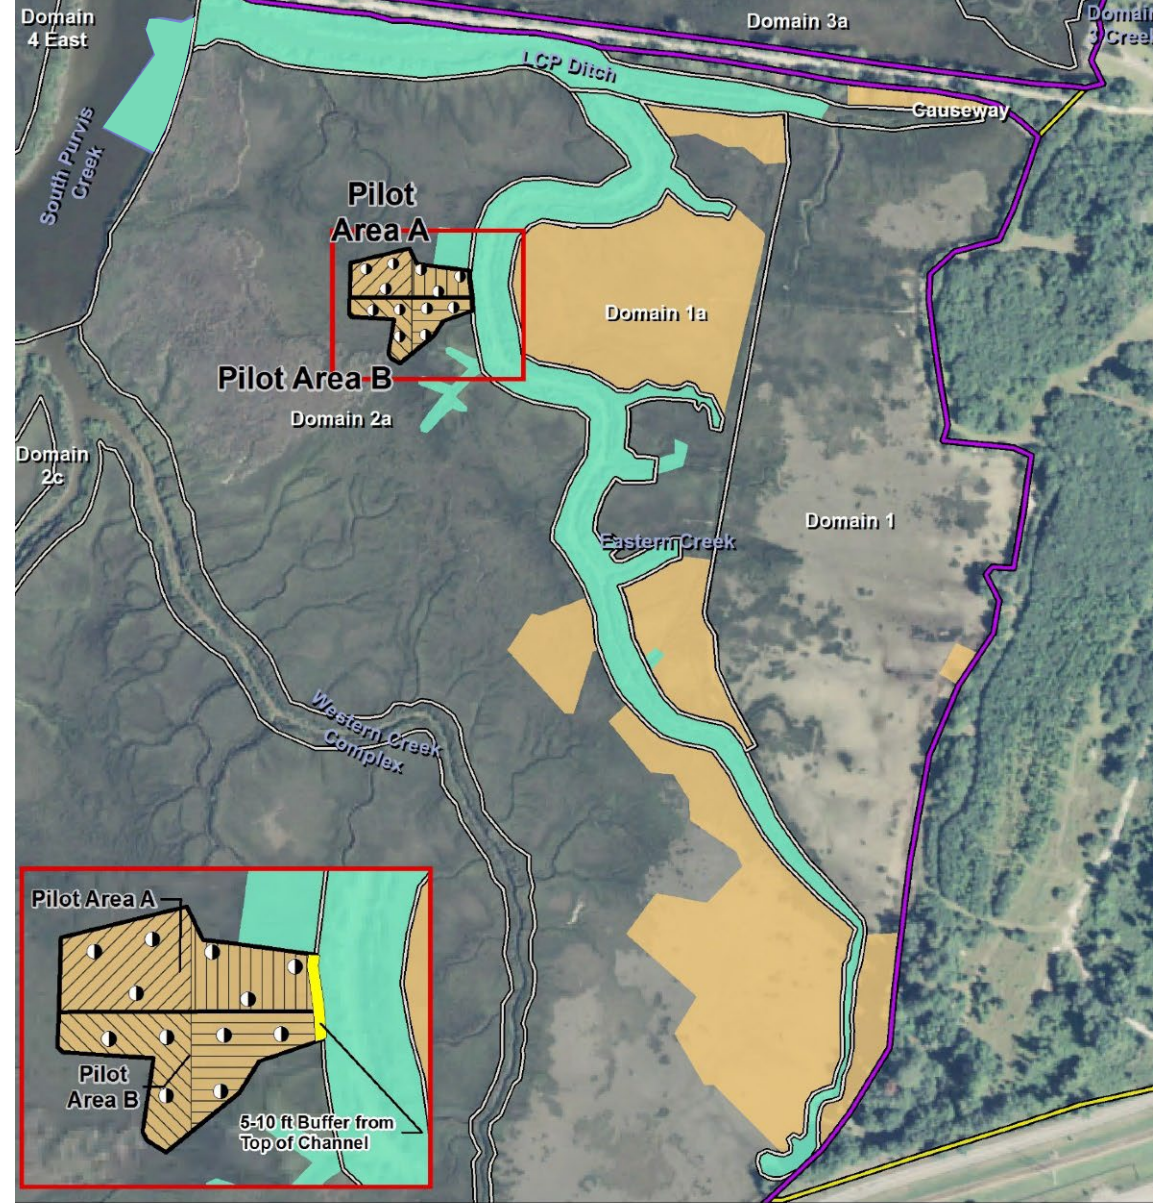 Domain
4 East
Domain 3a
Domain
3 Creek
LCP Ditch
Causeway
South Purvis
Creek
Pilot
Area A
Domain 1a
Pilot Area B
Domain 2a
Domain
2c
Domain 1
Eastern Creek
Western Creek
Complex
Pilot Area A
Pilot
Area B
5-10 ft Buffer from
Top of Channel